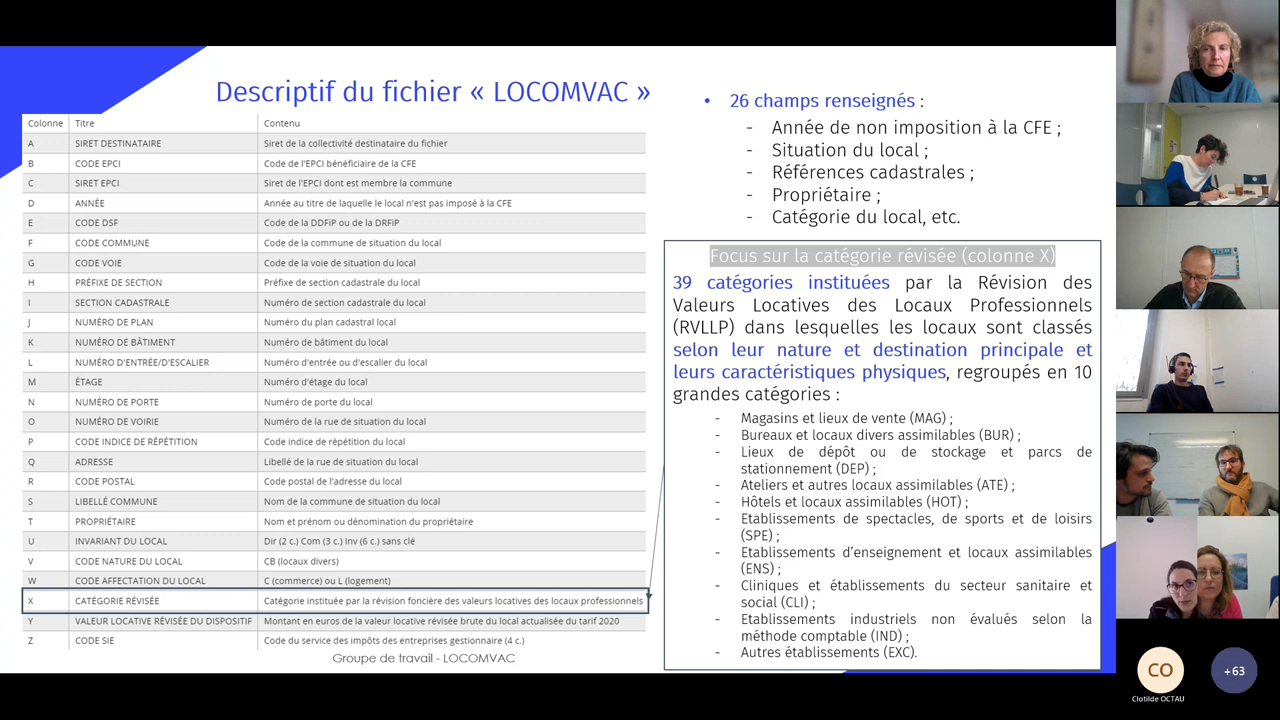 Descriptif du fichier « LOCOMVAC »
Colonne Titre Contenu
A SIRET DESTINATAIRE Siret de la collectivité destinataire du fichier
B CODE EPCI Code de l'EPCI bénéficiaire de la CFE
C SIRET EPCI Siret de l'EPCI dont est membre la commune
D ANNÉE Année au titre de laquelle le local n'est pas imposé à la CFE
E CODE DSF Code de la DDFiP ou de la DRFiP
F CODE COMMUNE Code de la commune de situation du local
G CODE VOIE Code de la voie de situation du local
H PRÉFIXE DE SECTION Préfixe de section cadastrale du local
I SECTION CADASTRALE Numéro de section cadastrale du local
J NUMÉRO DE PLAN Numéro du plan cadastral local
K NUMÉRO DE BÂTIMENT Numéro de bâtiment du local
L NUMÉRO D'ENTRÉE/D'ESCALIER Numéro d'entrée ou d'escalier du local
M ÉTAGE Numéro d'étage du local
N NUMÉRO DE PORTE Numéro de porte du local
O NUMÉRO DE VOIRIE Numéro de la rue de situation du local
P CODE INDICE DE RÉPÉTITION Code indice de répétition du local
Q ADRESSE Libellé de la rue de situation du local
R CODE POSTAL Code postal de l'adresse du local
S LIBELLÉ COMMUNE Nom de la commune de situation du local
T PROPRIÉTAIRE Nom et prénom ou dénomination du propriétaire
U INVARIANT DU LOCAL Dir (2 c.) Com (3 c.) Inv (6 c.) sans clé
V CODE NATURE DU LOCAL CB (locaux divers)
W CODE AFFECTATION DU LOCAL C (commerce) ou L (logement)
X CATÉGORIE RÉVISÉE Catégorie instituée par la révision foncière des valeurs locatives des locaux professionnels
Y VALEUR LOCATIVE RÉVISÉE DU DISPOSITIF Montant en euros de la valeur locative révisée brute du local actualisée du tarif 2020
Z CODE SIE Code du service des impôts des entreprises gestionnaire (4 c.)
Groupe de travail - LOCOMVAC
• 26 champs renseignés :
- Année de non imposition à la CFE ;
- Situation du local ;
- Références cadastrales ;
- Propriétaire ;
- Catégorie du local, etc.
Focus sur la catégorie révisée (colonne X)
39 catégories instituées par la Révision des
Valeurs Locatives des Locaux Professionnels
(RVLLP) dans lesquelles les locaux sont classés
selon leur nature et destination principale et
leurs caractéristiques physiques, regroupés en 10
grandes catégories :
- Magasins et lieux de vente (MAG) ;
- Bureaux et locaux divers assimilables (BUR) ;
- Lieux de dépôt ou de stockage et parcs de
stationnement (DEP) ;
- Ateliers et autres locaux assimilables (ATE) ;
- Hôtels et locaux assimilables (HOT) ;
- Etablissements de spectacles, de sports et de loisirs
(SPE) ;
- Etablissements d'enseignement et locaux assimilables
(ENS) ;
- Cliniques et établissements du secteur sanitaire et
social (CLI) ;
- Etablissements industriels non évalués selon la
méthode comptable (IND) ;
- Autres établissements (EXC).
CO
+63
Clotilde OCTAU